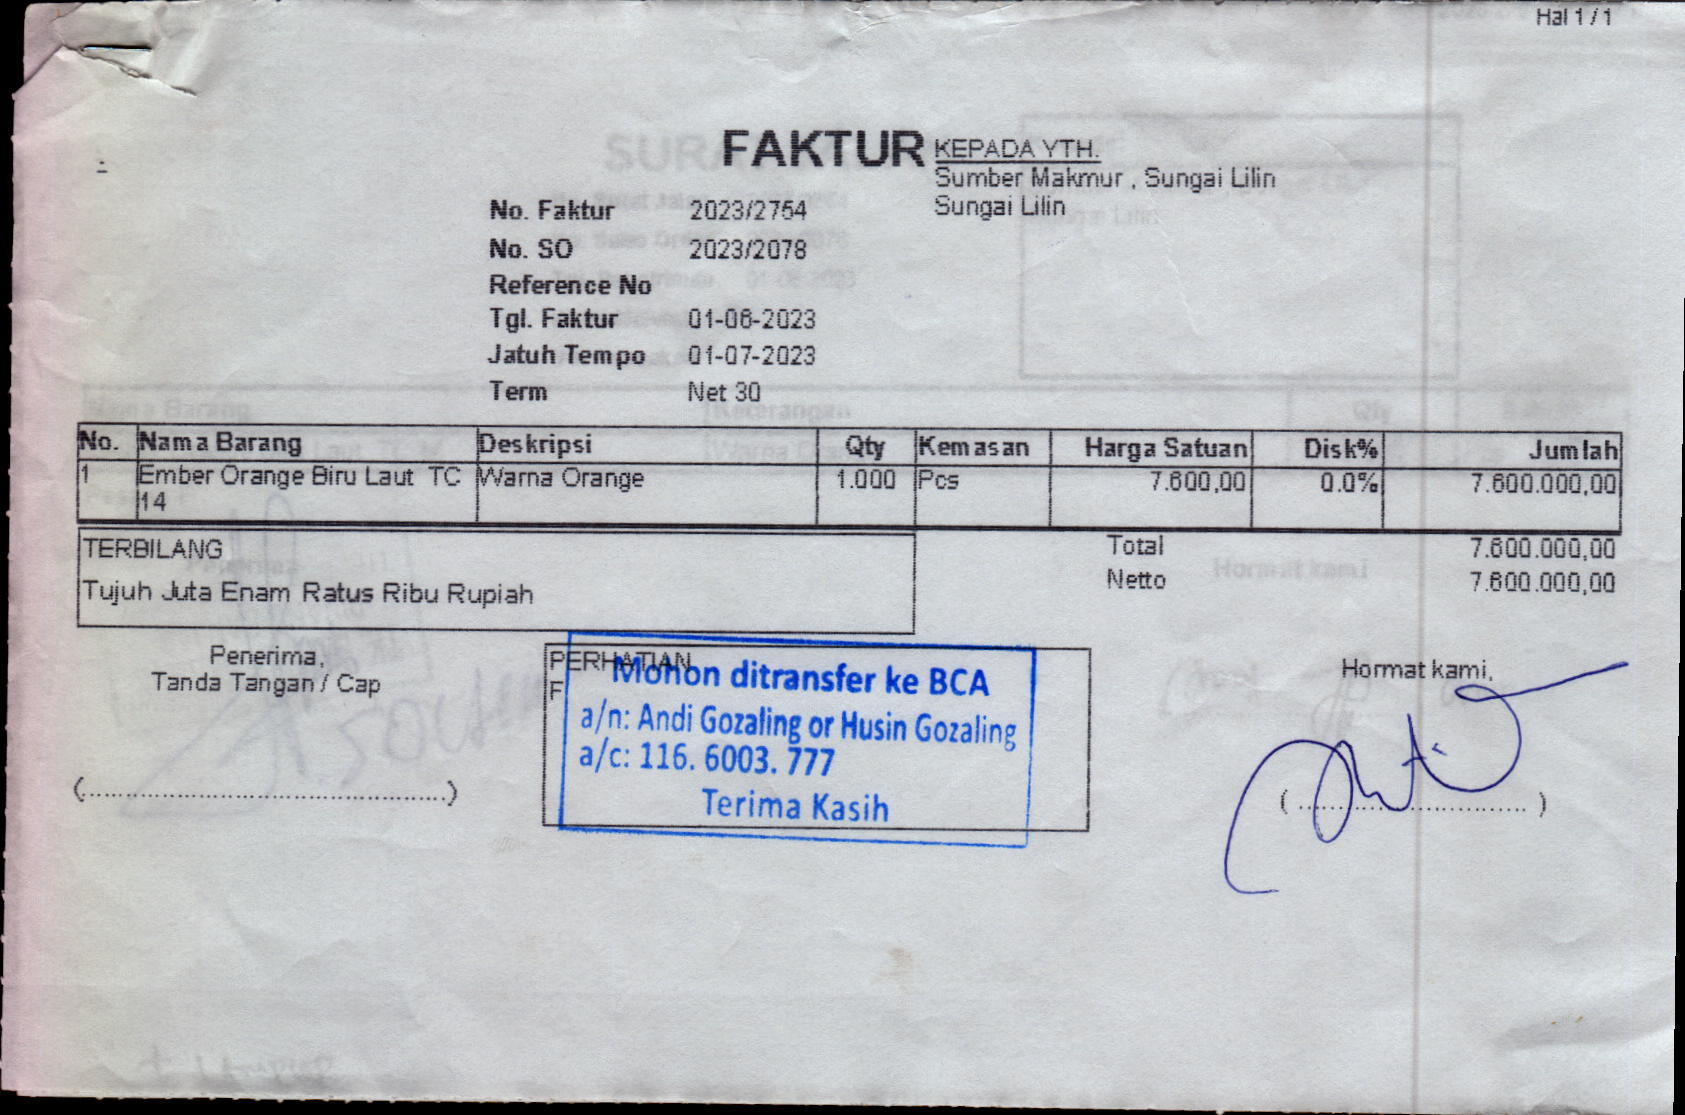 Hal 1 / 1
FAKTUR
KEPADA YTH.
Sumber Makmur , Sungai Lilin
Sungai Lilin
No. Faktur 2023/2754
No. SO 2023/2078
Reference No
Tgl. Faktur 01-06-2023
Jatuh Tempo 01-07-2023
Term Net 30
No. Nama Barang Deskripsi Qty Kemasan Harga Satuan Disk% Jumlah
1 Ember Orange Biru Laut TC Warna Orange 1.000 Pcs 7.600,00 0.0% 7.600.000,00
14
TERBILANG
Tujuh Juta Enam Ratus Ribu Rupiah
Total 7.600.000,00
Netto 7.600.000,00
Penerima,
Tanda Tangan / Cap
(............................................)
PERHATIAN
F
Mohon ditransfer ke BCA
a/n: Andi Gozaling or Husin Gozaling
a/c: 116. 6003. 777
Terima Kasih
Hormat kami,
( ................................ )